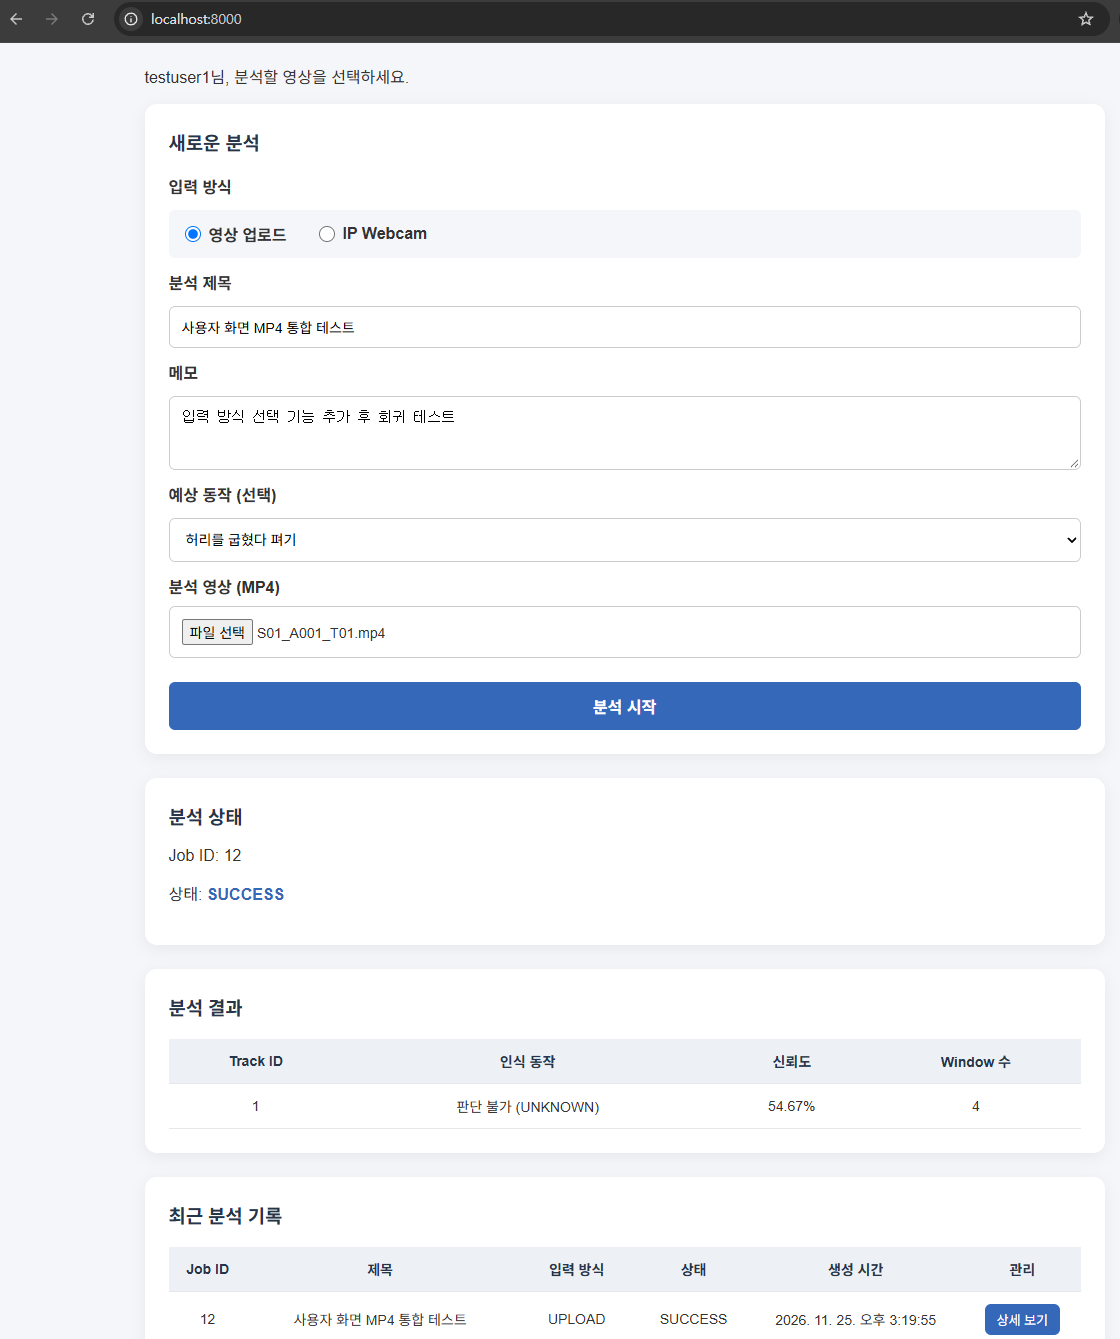 localhost:8000
testuser1님, 분석할 영상을 선택하세요.
새로운 분석
입력 방식
영상 업로드 IP Webcam
분석 제목
사용자 화면 MP4 통합 테스트
메모
입력 방식 선택 기능 추가 후 회귀 테스트
예상 동작 (선택)
허리를 굽혔다 펴기
분석 영상 (MP4)
파일 선택 S01_A001_T01.mp4
분석 시작
분석 상태
Job ID: 12
상태: SUCCESS
분석 결과
Track ID 인식 동작 신뢰도 Window 수
1 판단 불가 (UNKNOWN) 54.67% 4
최근 분석 기록
Job ID 제목 입력 방식 상태 생성 시간 관리
12 사용자 화면 MP4 통합 테스트 UPLOAD SUCCESS 2026. 11. 25. 오후 3:19:55 상세 보기